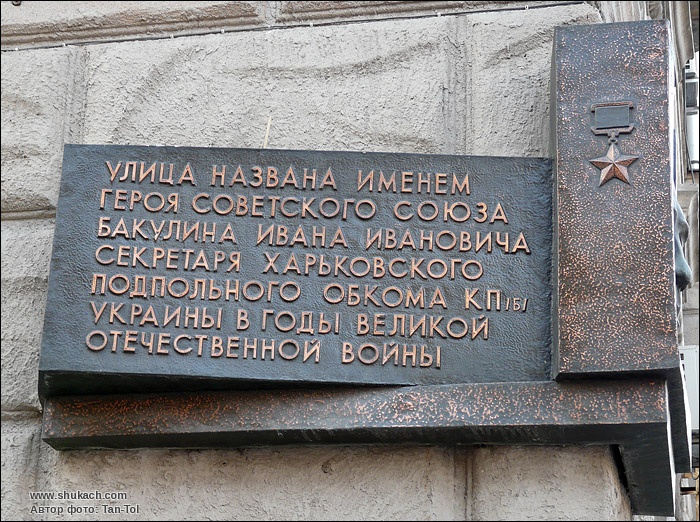 УЛИЦА НАЗВАНА ИМЕНЕМ
ГЕРОЯ СОВЕТСКОГО СОЮЗА
БАКУЛИНА ИВАНА ИВАНОВИЧА
СЕКРЕТАРЯ ХАРЬКОВСКОГО
ПОДПОЛЬНОГО ОБКОМА КП/Б/
УКРАИНЫ В ГОДЫ ВЕЛИКОЙ
ОТЕЧЕСТВЕННОЙ ВОЙНЫ
www.shukach.com
Автор фото: Tan-Tol